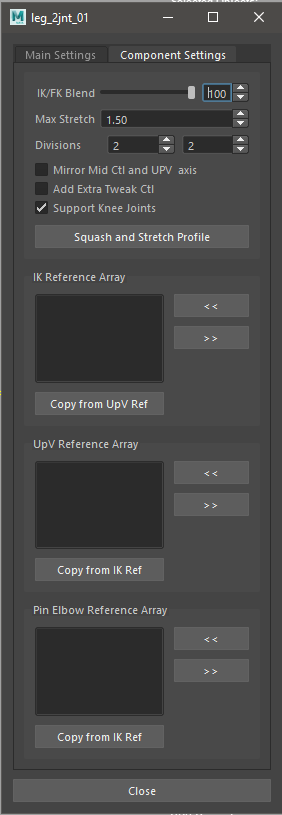 leg_2jnt_01
Main Settings Component Settings
IK/FK Blend 100
Max Stretch 1.50
Divisions 2 2
Mirror Mid Ctl and UPV axis
Add Extra Tweak Ctl
Support Knee Joints
Squash and Stretch Profile
IK Reference Array
<<
>>
Copy from UpV Ref
UpV Reference Array
<<
>>
Copy from IK Ref
Pin Elbow Reference Array
<<
>>
Copy from IK Ref
Close